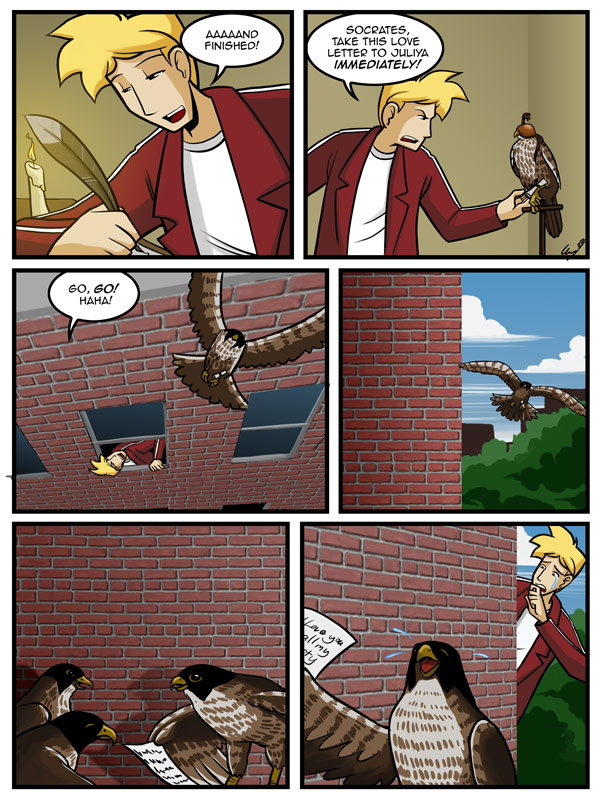 AAAAAND
FINISHED!
SOCRATES,
TAKE THIS LOVE
LETTER TO JULIYA
IMMEDIATELY!
GO, GO!
HAHA!
love you
all my